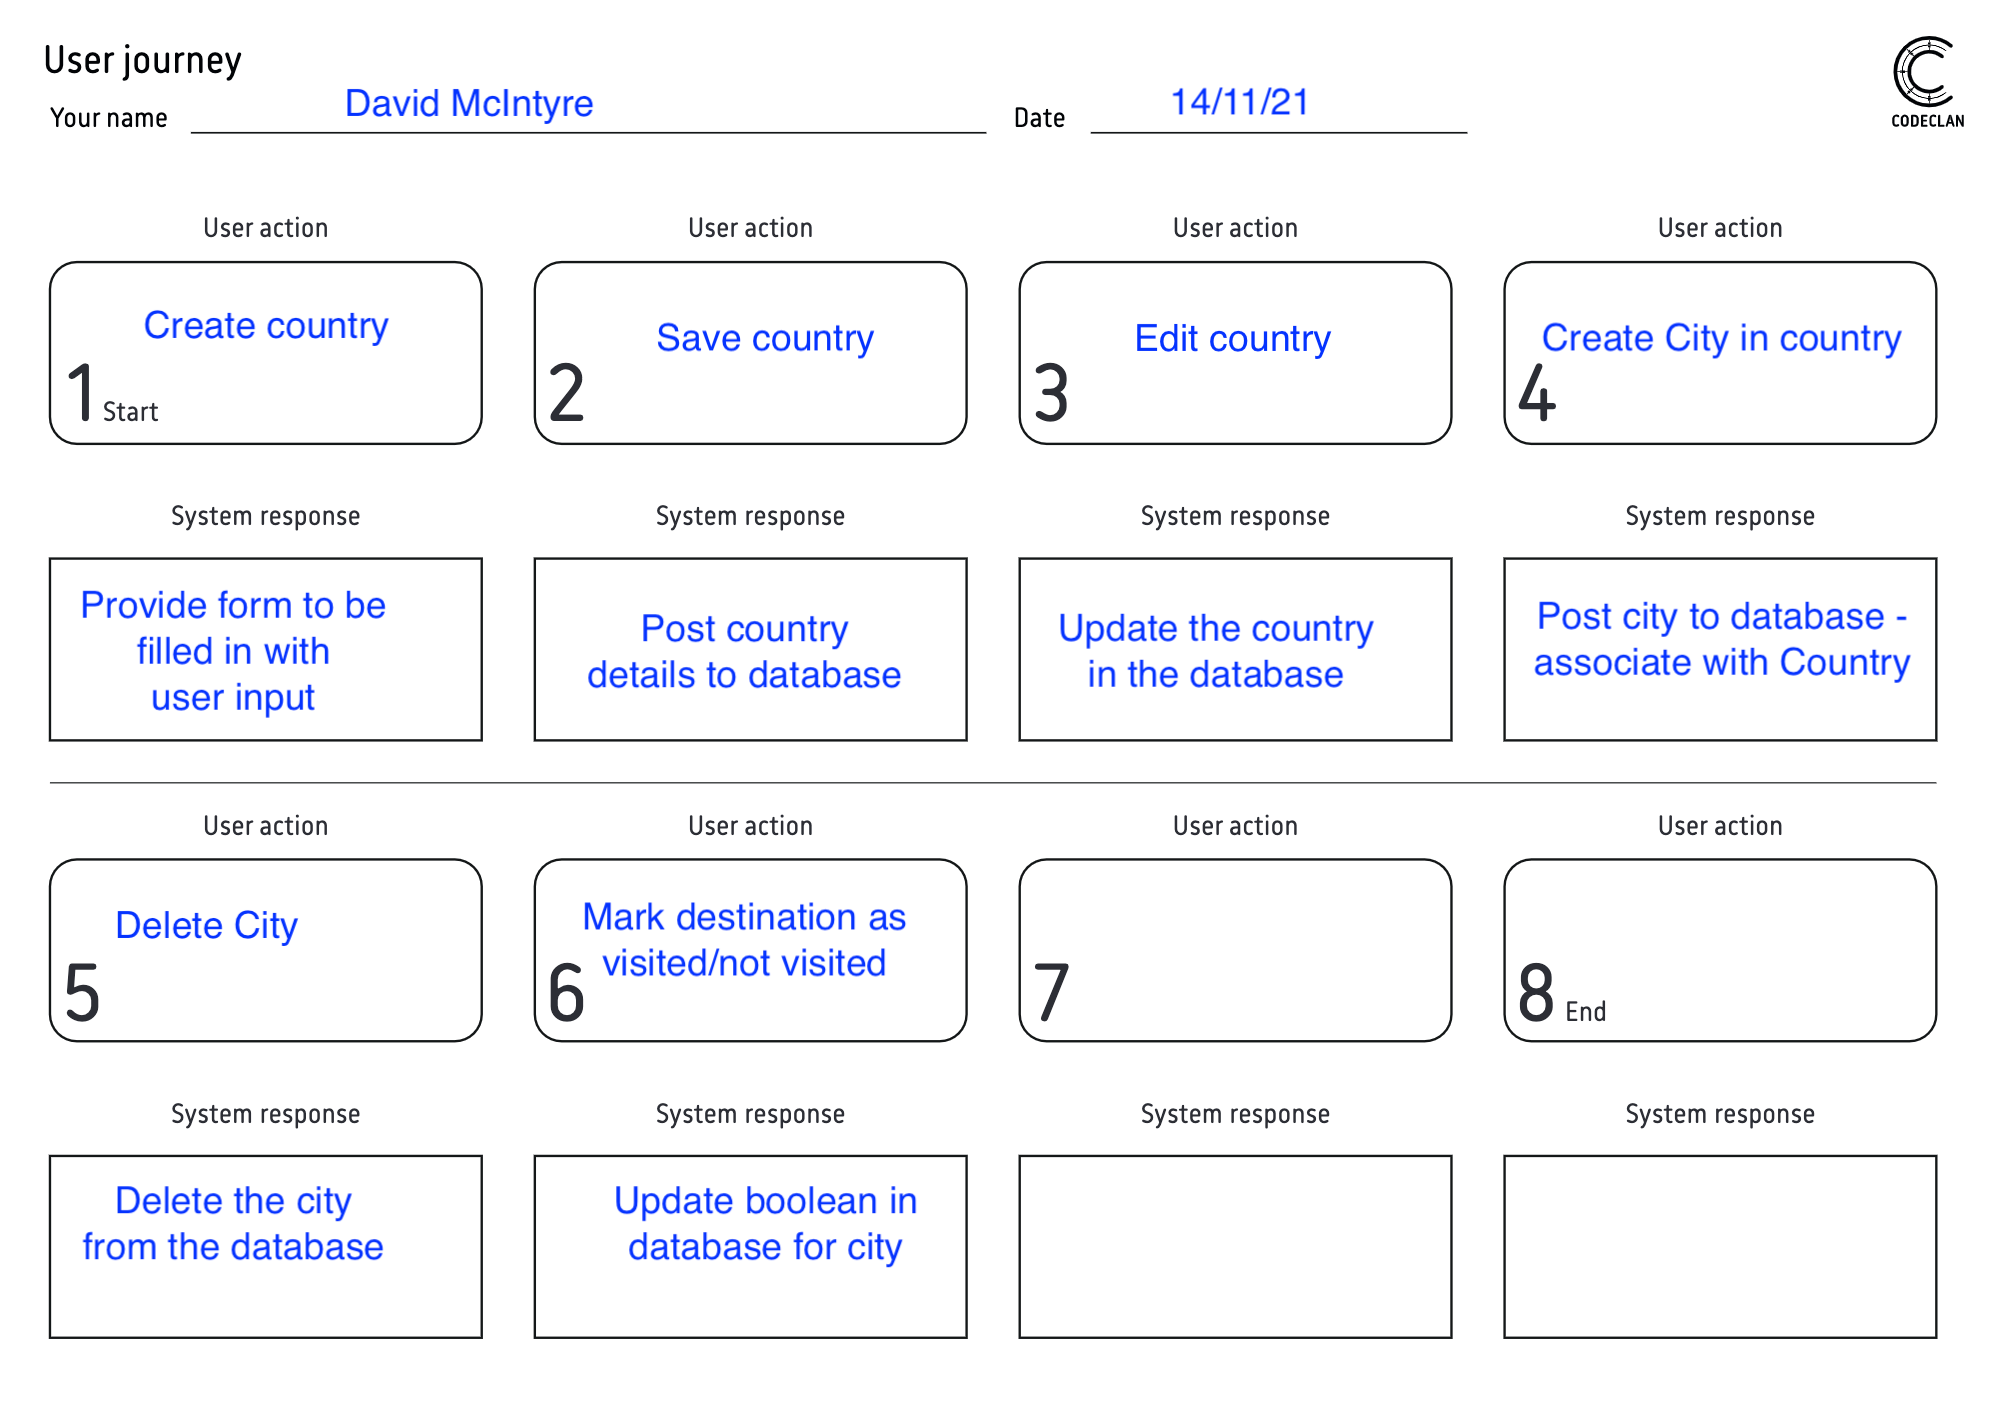 User journey
Your name David McIntyre Date 14/11/21
CODECLAN
User action User action User action User action
Create country Save country Edit country Create City in country
1 Start 2 3 4
System response System response System response System response
Provide form to be
filled in with
user input
Post country
details to database
Update the country
in the database
Post city to database -
associate with Country
User action User action User action User action
Delete City
5
Mark destination as
visited/not visited
6
7
8 End
System response System response System response System response
Delete the city
from the database
Update boolean in
database for city